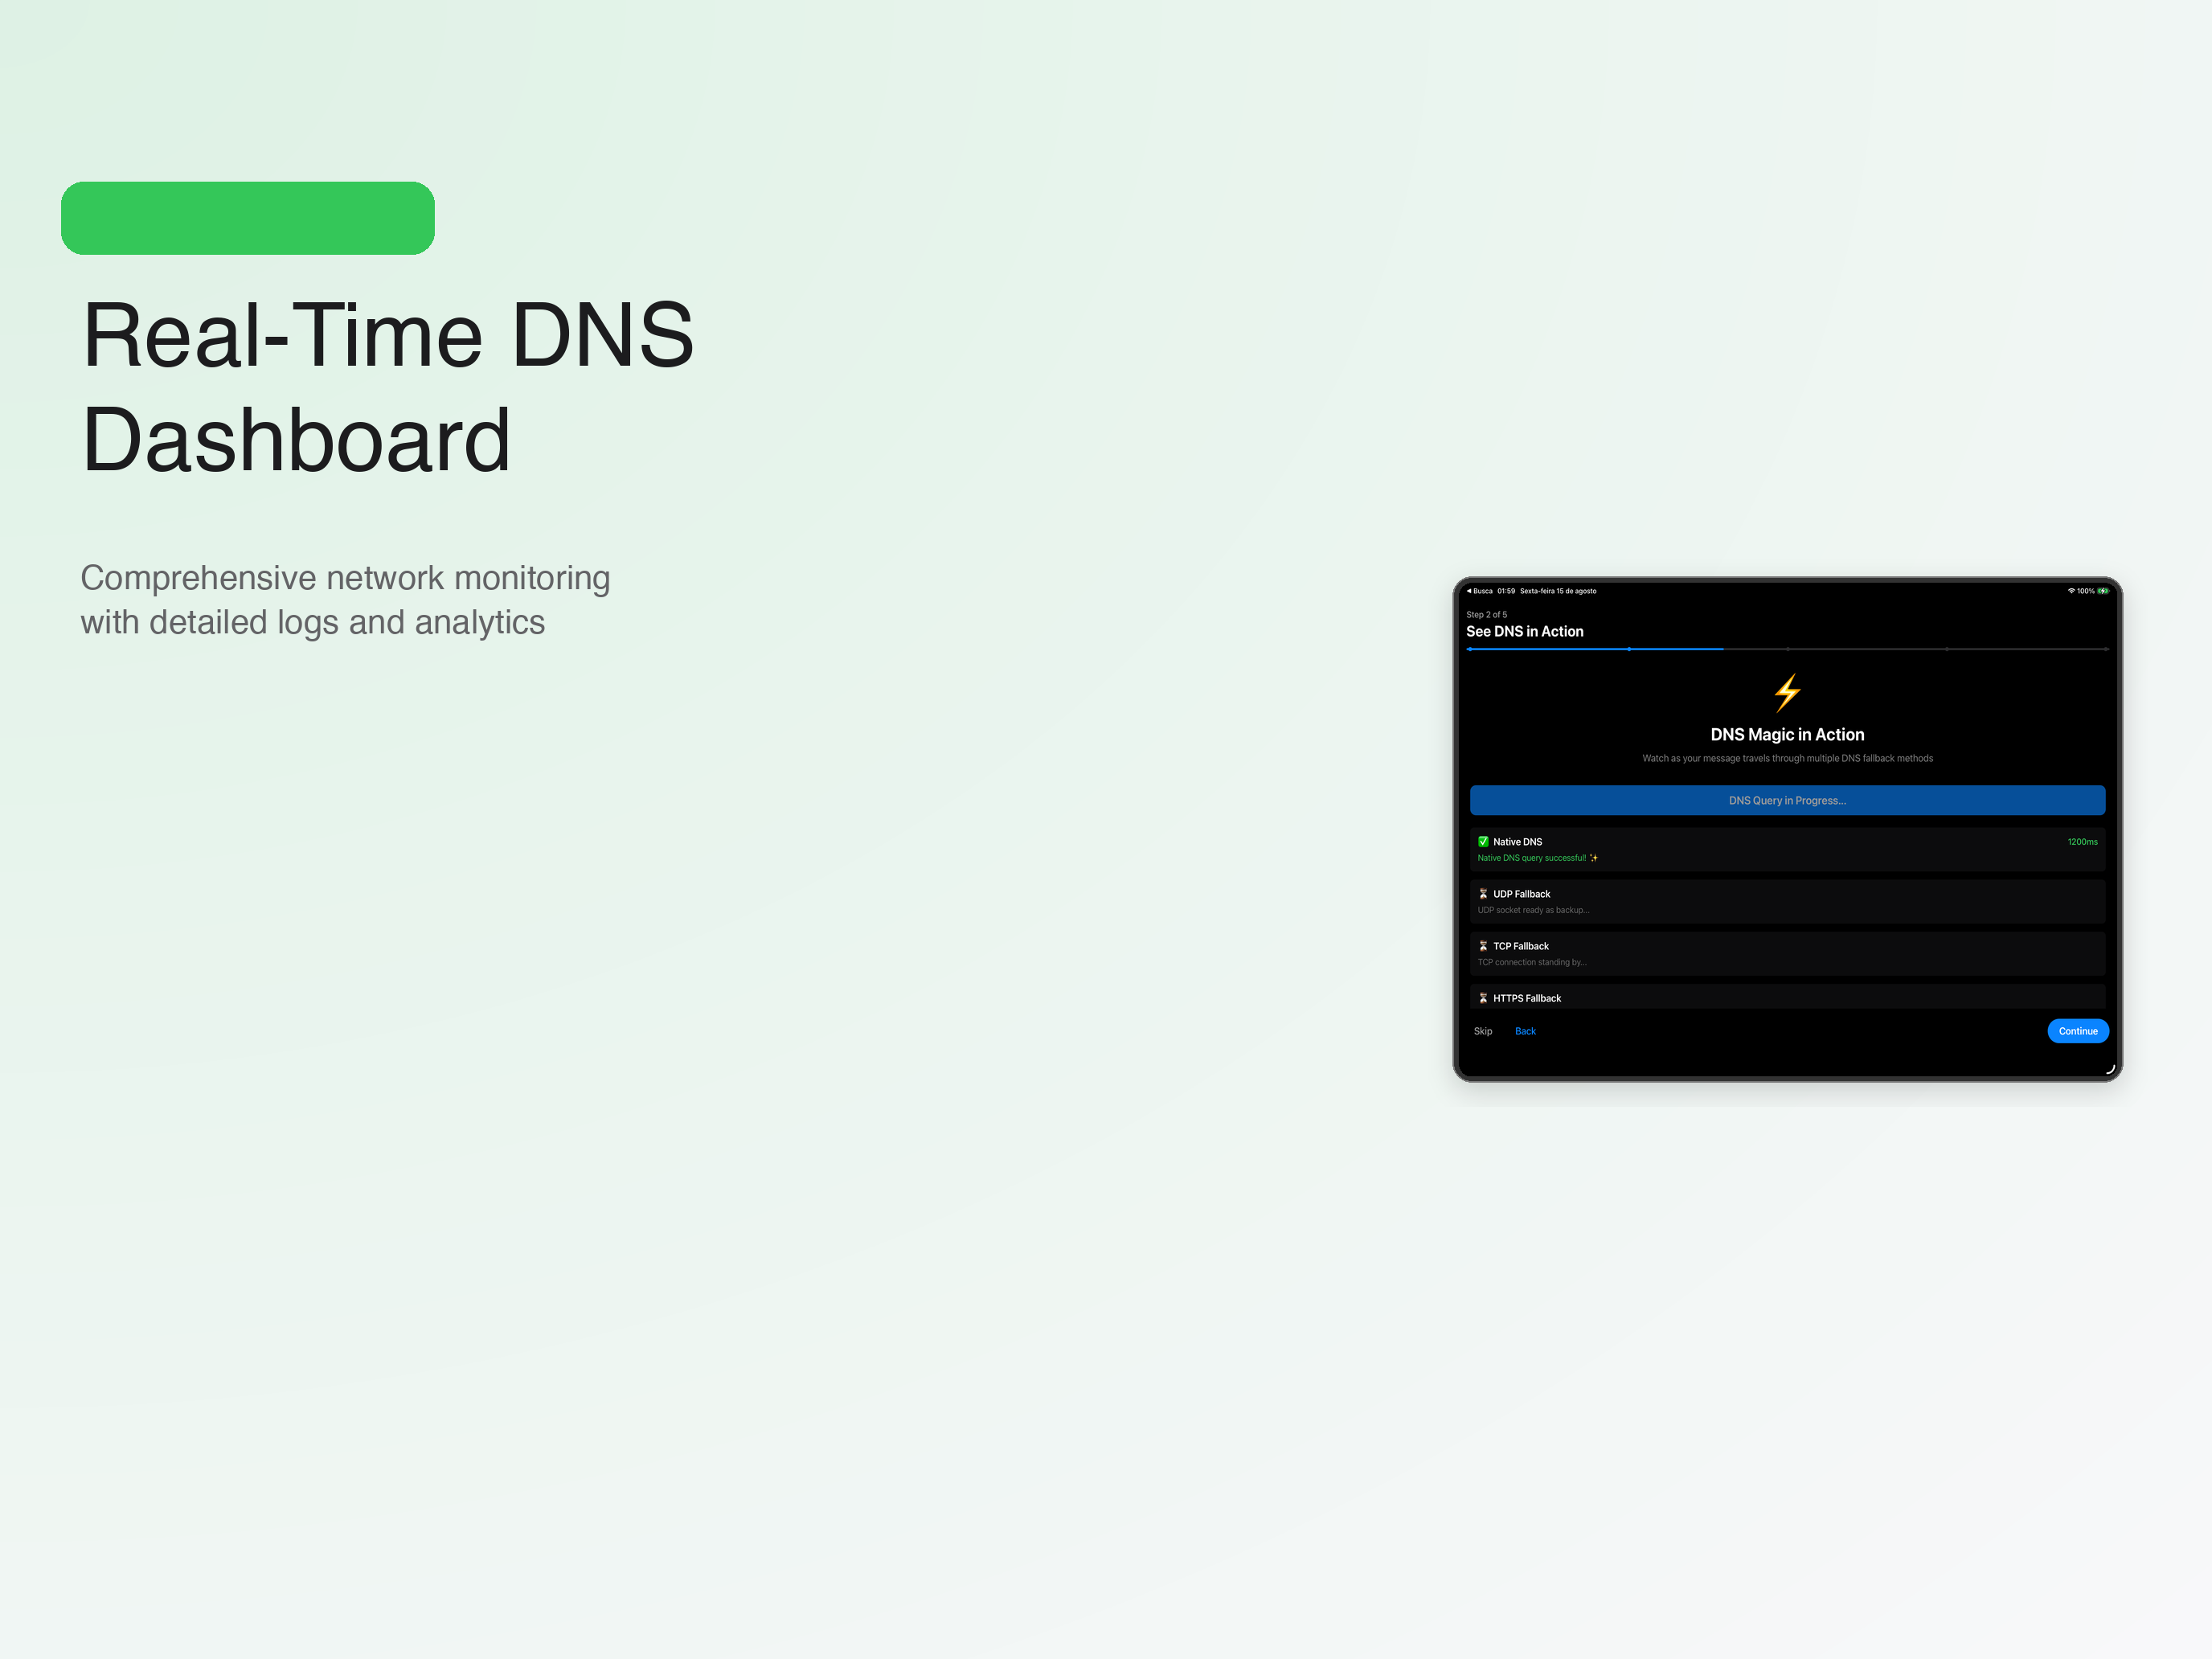 Real-Time DNS
Dashboard
Comprehensive network monitoring
with detailed logs and analytics
◀ Busca 01:59 Sexta-feira 15 de agosto
100%
Step 2 of 5
See DNS in Action
DNS Magic in Action
Watch as your message travels through multiple DNS fallback methods
DNS Query in Progress...
Native DNS
1200ms
Native DNS query successful! ✨
UDP Fallback
UDP socket ready as backup...
TCP Fallback
TCP connection standing by...
HTTPS Fallback
Skip
Back
Continue